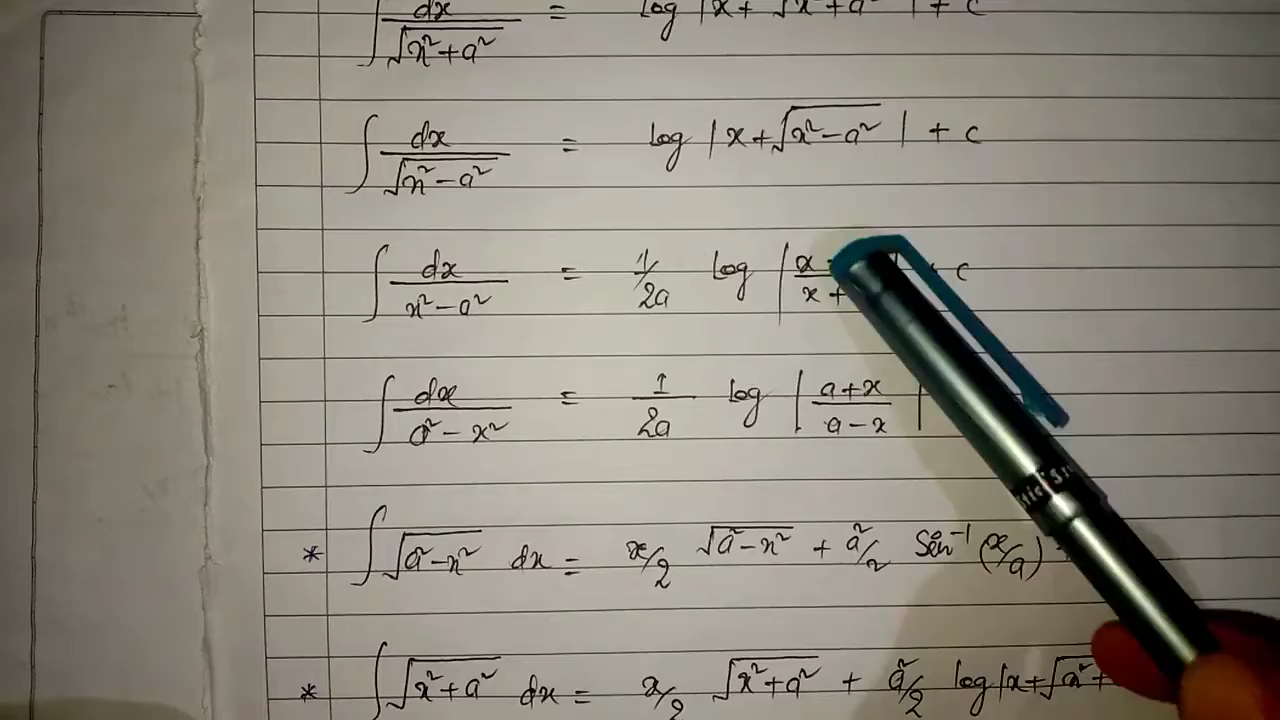 ∫ dx/√(x²+a²) = log |x + √x²+a² | + c
∫ dx/√(x²-a²) = log |x+√(x²-a²) | + c
∫ dx/(x²-a²) = 1/2a log |x / x+ c
∫ dx/(a²-x²) = 1/2a log |(a+x)/(a-x)|
* ∫ √(a²-x²) dx = x/2 √(a²-x²) + a²/2 Sin⁻¹(x/a)
* ∫ √(x²+a²) dx = x/2 √(x²+a²) + a²/2 log|x+√a²+